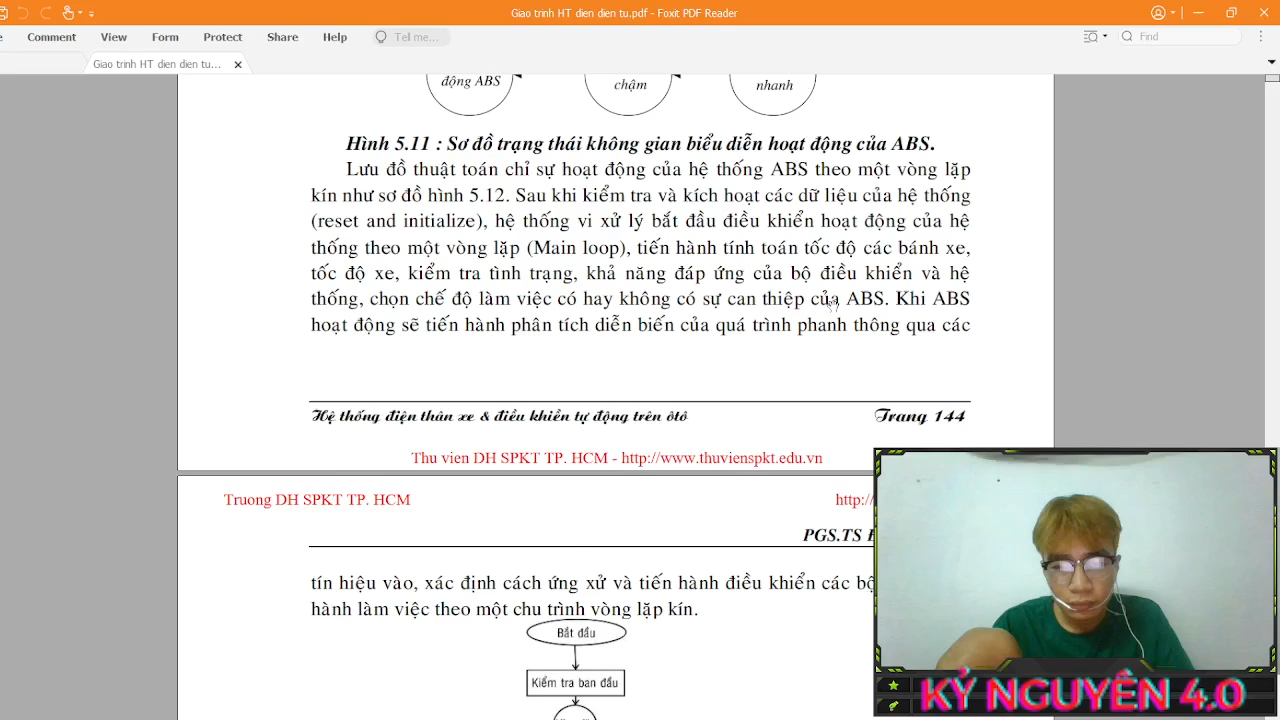 Giao trinh HT dien dien tu.pdf - Foxit PDF Reader
Comment View Form Protect Share Help Tell me... Find
Giao trinh HT dien dien tu...
động ABS
chậm
nhanh
Hình 5.11 : Sơ đồ trạng thái không gian biểu diễn hoạt động của ABS.
Lưu đồ thuật toán chỉ sự hoạt động của hệ thống ABS theo một vòng lặp
kín như sơ đồ hình 5.12. Sau khi kiểm tra và kích hoạt các dữ liệu của hệ thống
(reset and initialize), hệ thống vi xử lý bắt đầu điều khiển hoạt động của hệ
thống theo một vòng lặp (Main loop), tiến hành tính toán tốc độ các bánh xe,
tốc độ xe, kiểm tra tình trạng, khả năng đáp ứng của bộ điều khiển và hệ
thống, chọn chế độ làm việc có hay không có sự can thiệp của ABS. Khi ABS
hoạt động sẽ tiến hành phân tích diễn biến của quá trình phanh thông qua các
Hệ thống điện thân xe & điều khiển tự động trên ôtô
Trang 144
Thu vien DH SPKT TP. HCM - http://www.thuvienspkt.edu.vn
Truong DH SPKT TP. HCM
http://
PGS.TS
tín hiệu vào, xác định cách ứng xử và tiến hành điều khiển các bộ
hành làm việc theo một chu trình vòng lặp kín.
Bắt đầu
Kiểm tra ban đầu
KỶ NGUYÊN 4.0